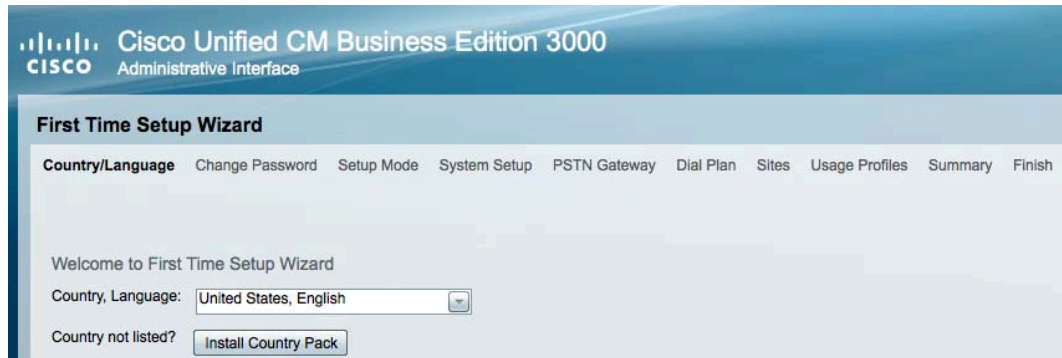 Cisco Unified CM Business Edition 3000
CISCO Administrative Interface
First Time Setup Wizard
Country/Language Change Password Setup Mode System Setup PSTN Gateway Dial Plan Sites Usage Profiles Summary Finish
Welcome to First Time Setup Wizard
Country, Language: United States, English
Country not listed? Install Country Pack